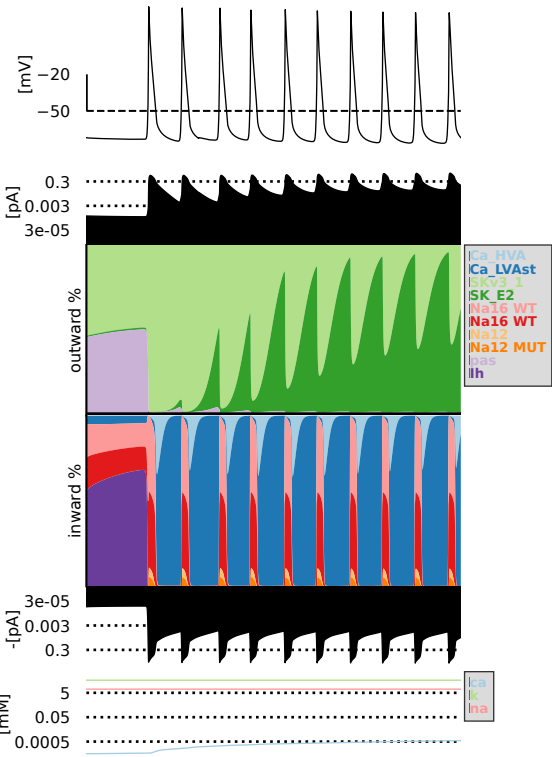 [mV]
−20
−50
[pA]
0.3
0.003
3e-05
outward %
Ca_HVA
Ca_LVAst
SKv3_1
SK_E2
Na16 WT
Na16 WT
Na12
Na12 MUT
pas
Ih
inward %
-[pA]
3e-05
0.003
0.3
[mM]
5
0.05
0.0005
ca
k
na